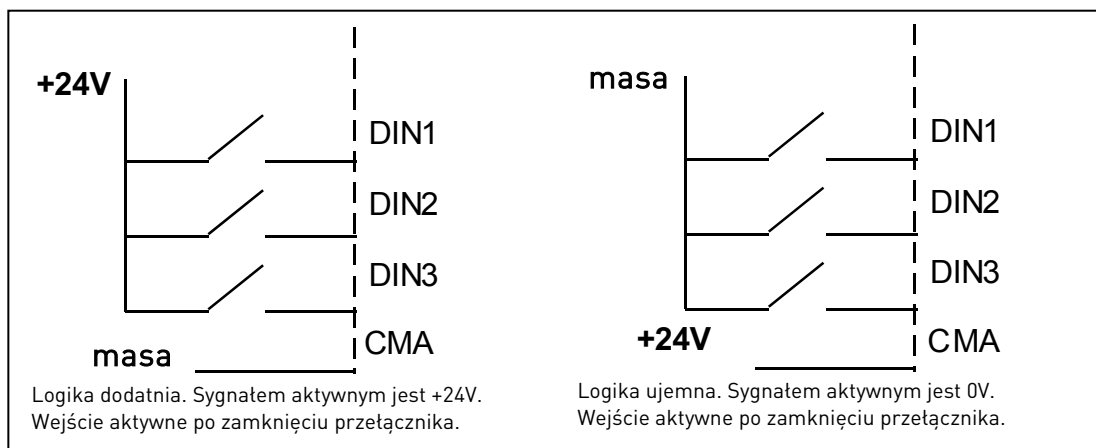 +24V
DIN1
DIN2
DIN3
CMA
masa
Logika dodatnia. Sygnałem aktywnym jest +24V.
Wejście aktywne po zamknięciu przełącznika.
masa
DIN1
DIN2
DIN3
+24V
CMA
Logika ujemna. Sygnałem aktywnym jest 0V.
Wejście aktywne po zamknięciu przełącznika.